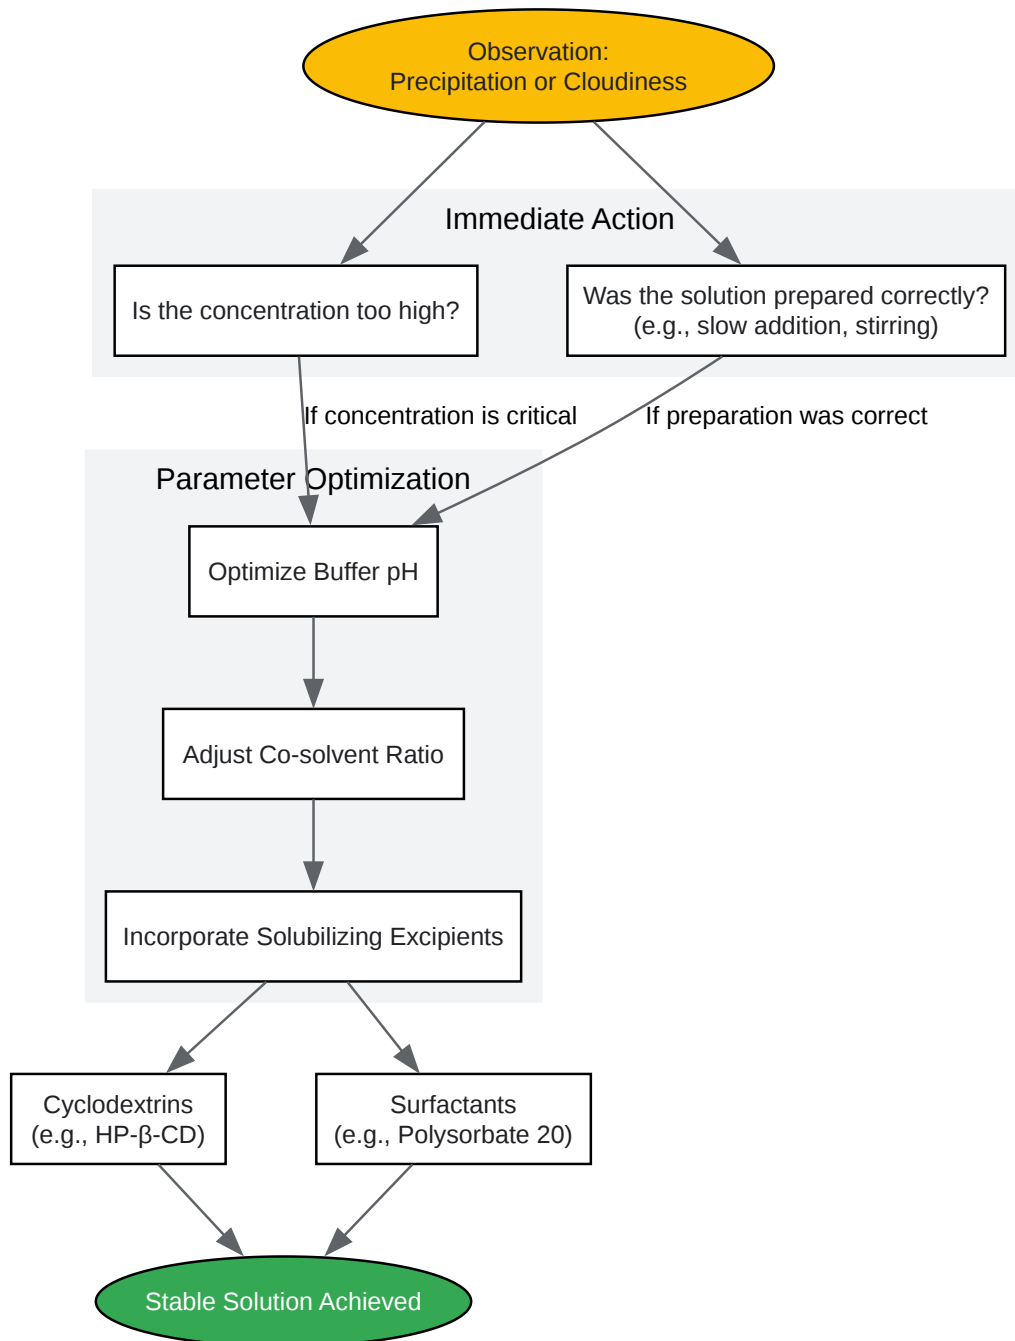 Observation:
Precipitation or Cloudiness
Immediate Action
Is the concentration too high?
Was the solution prepared correctly?
(e.g., slow addition, stirring)
If concentration is critical
If preparation was correct
Parameter Optimization
Optimize Buffer pH
Adjust Co-solvent Ratio
Incorporate Solubilizing Excipients
Cyclodextrins
(e.g., HP-β-CD)
Surfactants
(e.g., Polysorbate 20)
Stable Solution Achieved